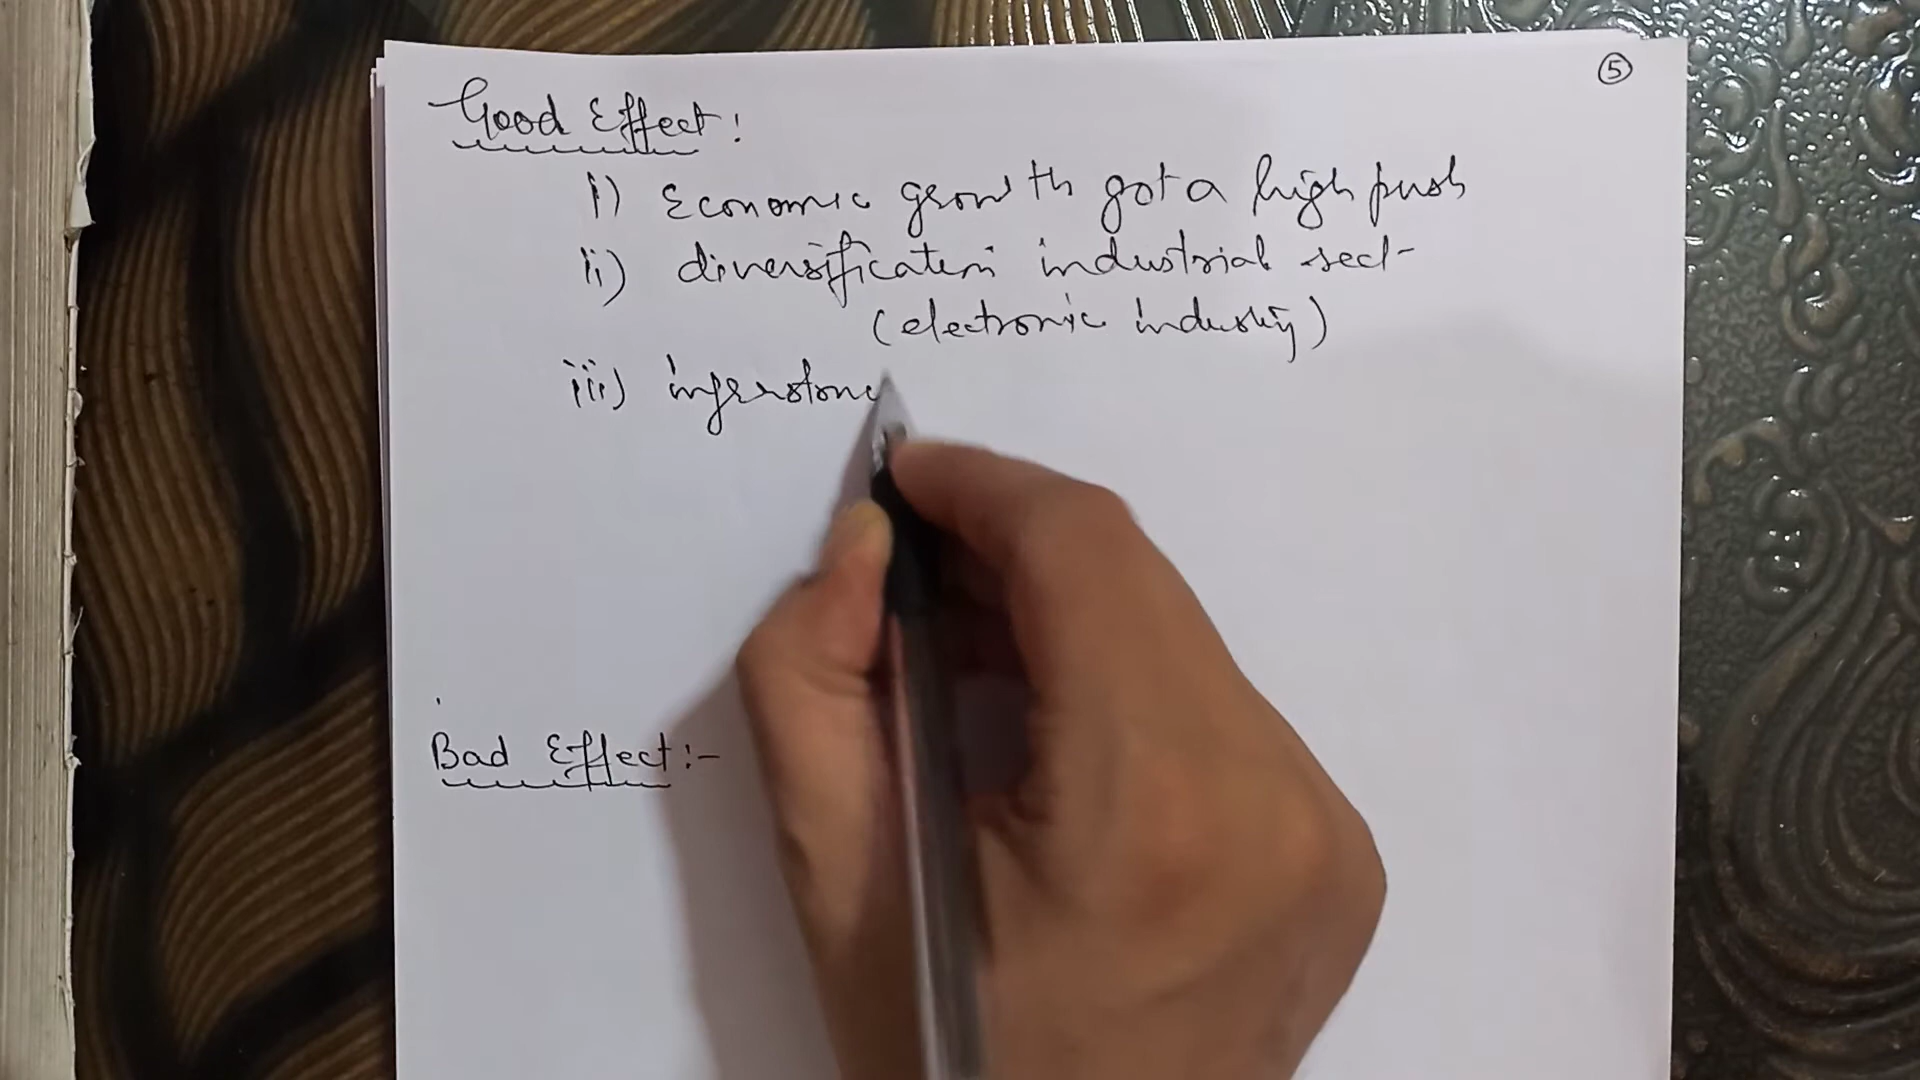 5
Good Effect :
i) Economic growth got a high push
ii) diversification industrial sect-
(electronic industry)
iii)
Bad Effect :-